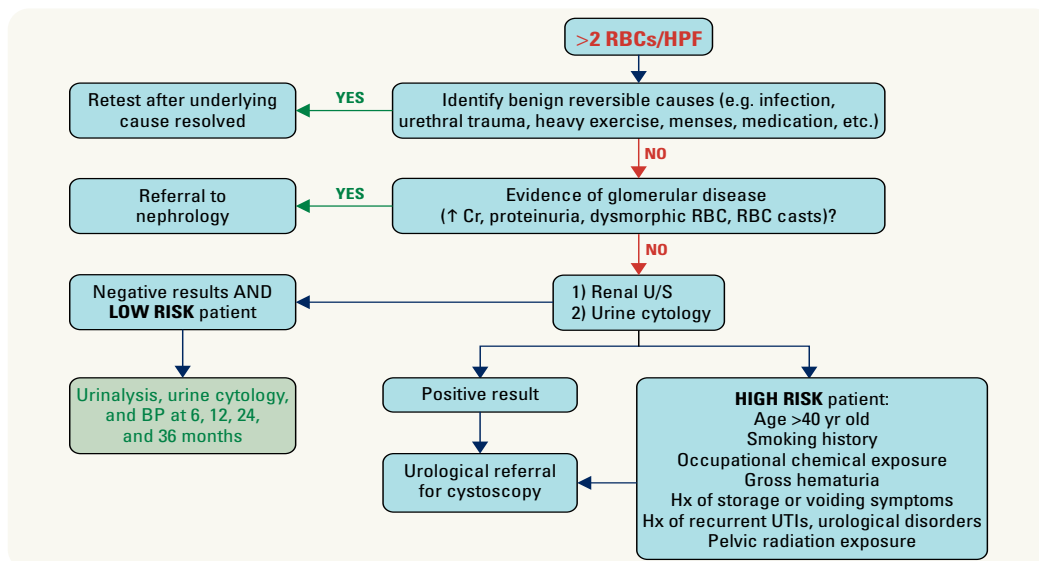 >2 RBCs/HPF
Retest after underlying
cause resolved
YES
Identify benign reversible causes (e.g. infection,
urethral trauma, heavy exercise, menses, medication, etc.)
NO
Referral to
nephrology
YES
Evidence of glomerular disease
(↑ Cr, proteinuria, dysmorphic RBC, RBC casts)?
NO
Negative results AND
LOW RISK patient
1) Renal U/S
2) Urine cytology
Urinalysis, urine cytology,
and BP at 6, 12, 24,
and 36 months
Positive result
Urological referral
for cystoscopy
HIGH RISK patient:
Age >40 yr old
Smoking history
Occupational chemical exposure
Gross hematuria
Hx of storage or voiding symptoms
Hx of recurrent UTIs, urological disorders
Pelvic radiation exposure